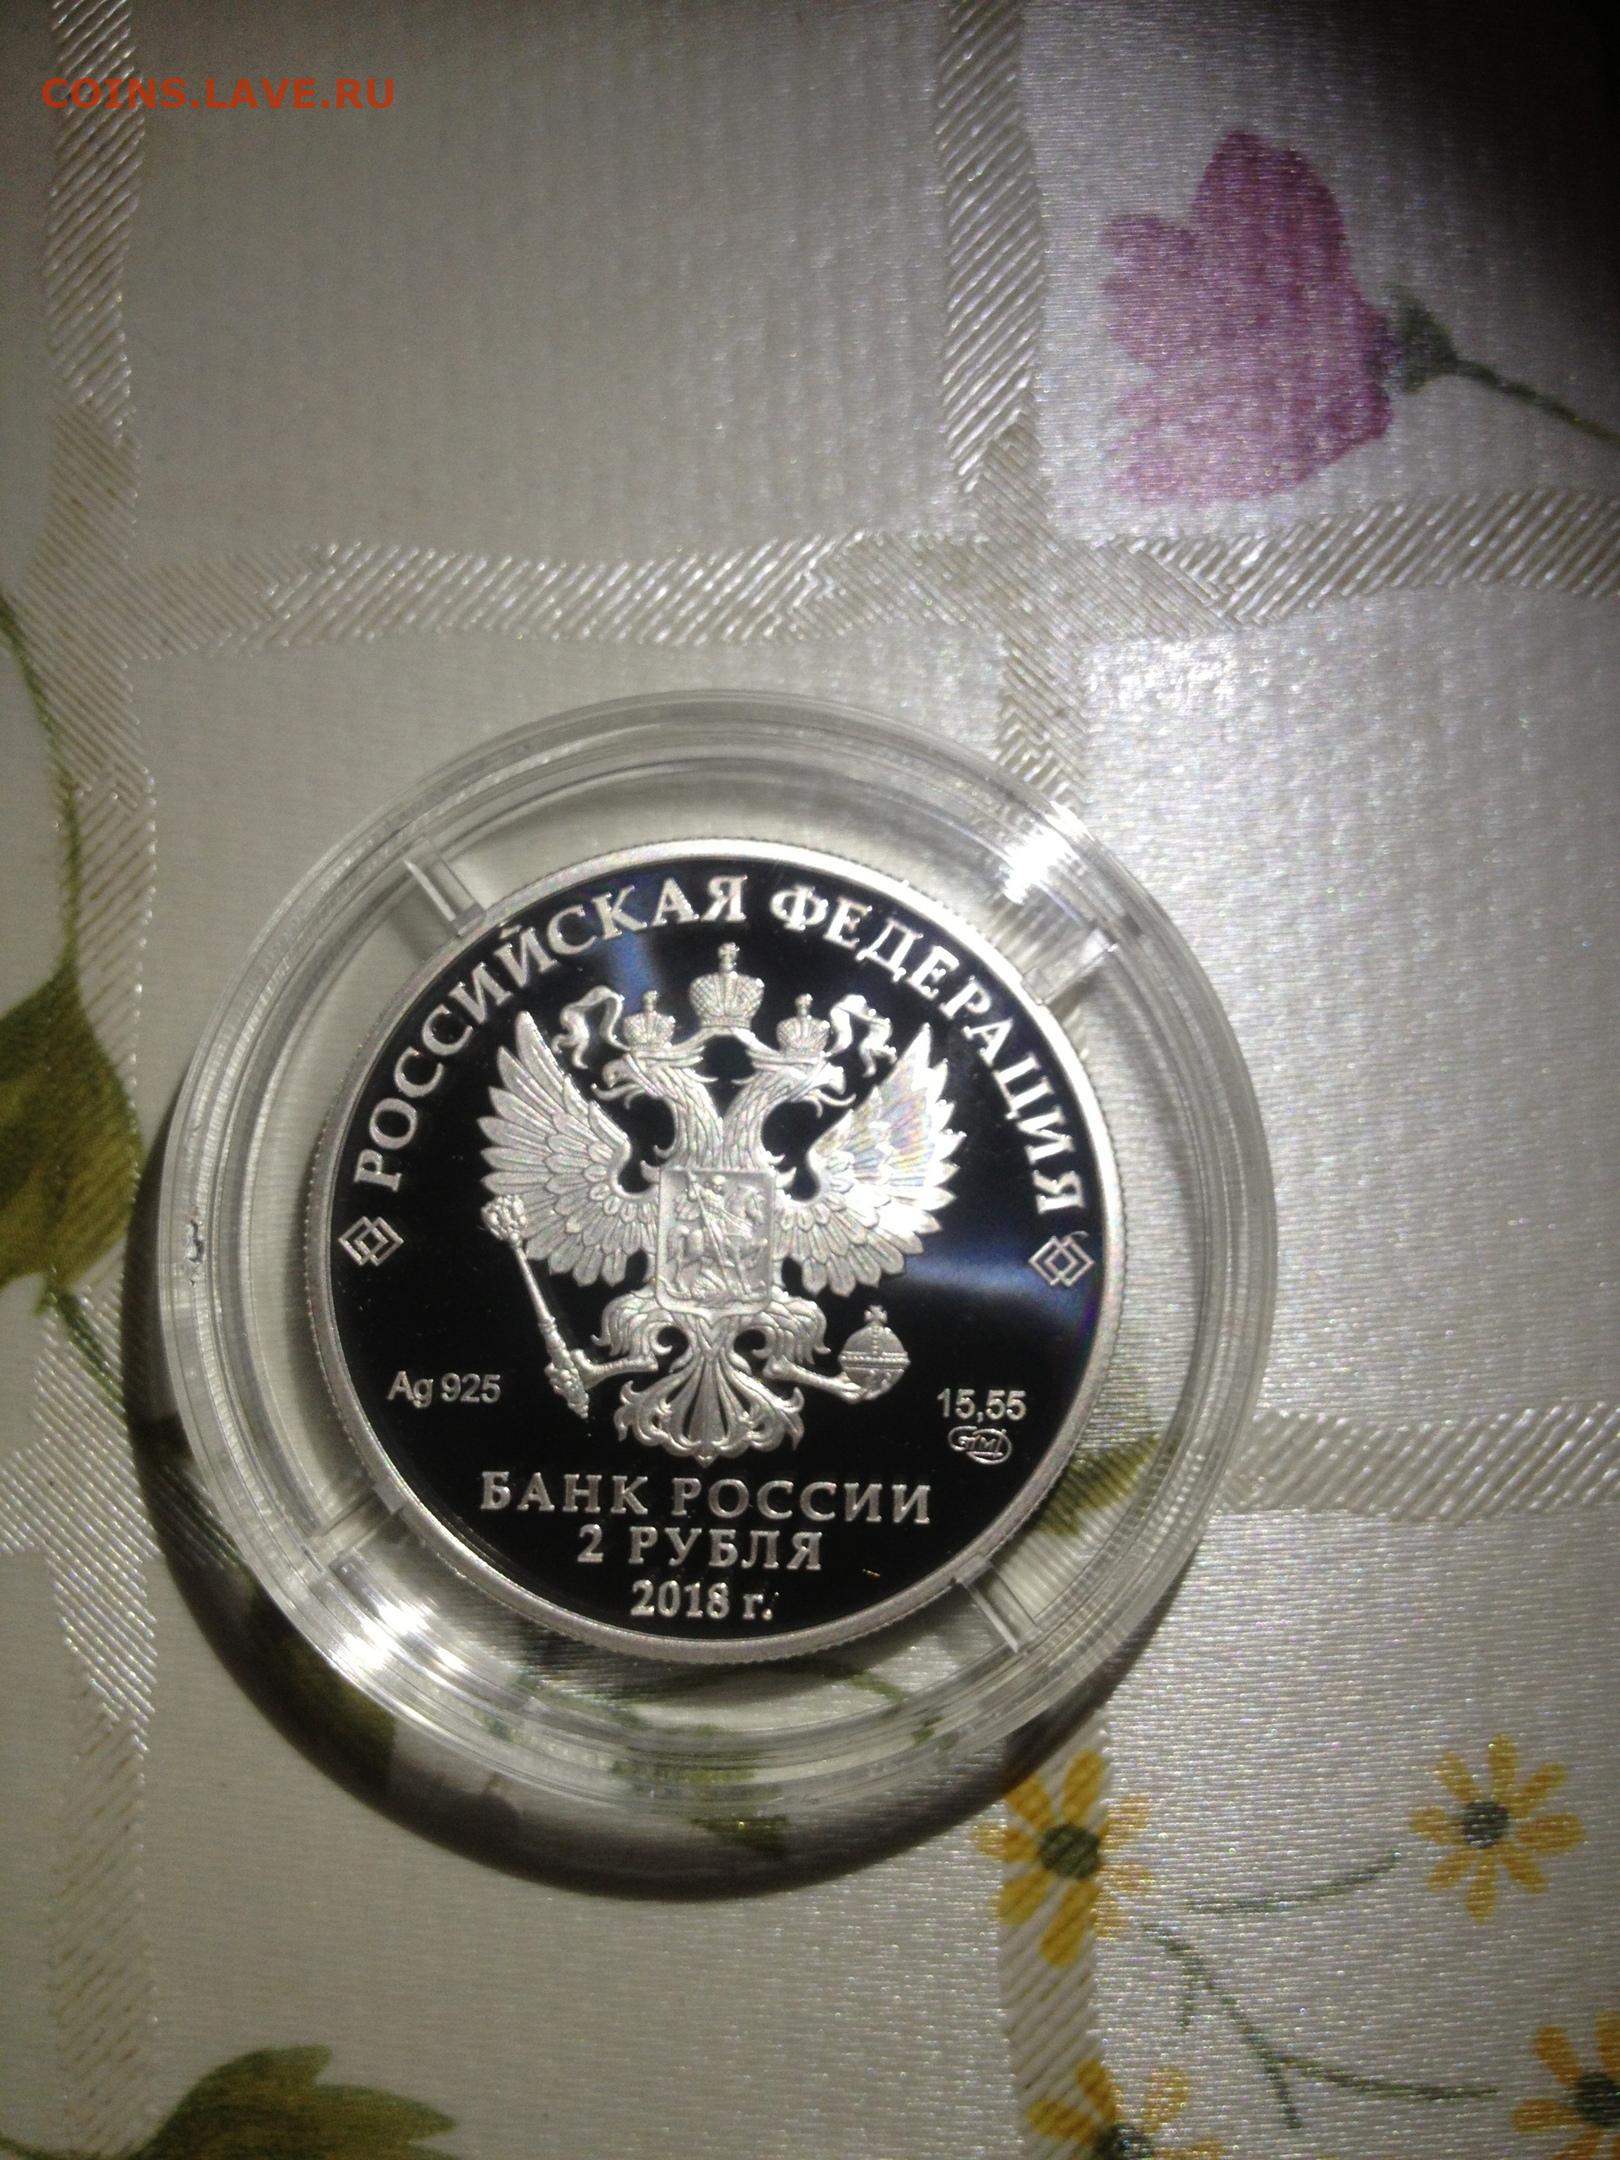 COINS.LAVE.RU
РОССИЙСКАЯ ФЕДЕРАЦИЯ
Ag 925
15,55
БАНК РОССИИ
2 РУБЛЯ
2018 г.